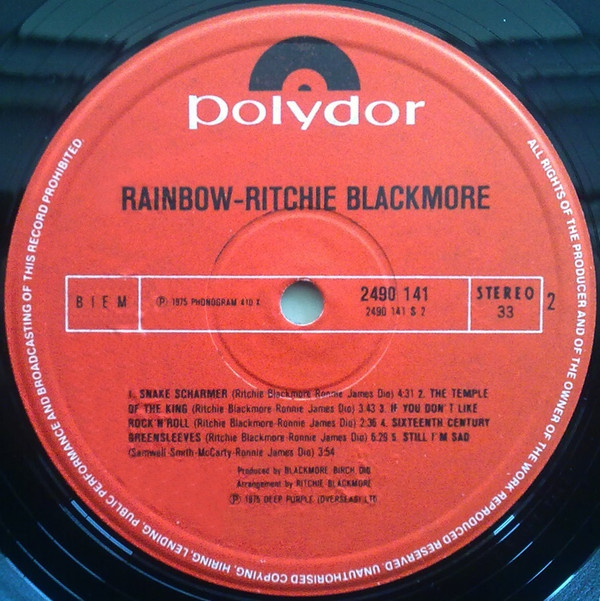 polydor
RAINBOW-RITCHIE BLACKMORE
BIEM
℗ 1975 PHONOGRAM 410 X
2490 141
2490 141 S 2
STEREO
33
2
1. SNAKE SCHARMER (Ritchie Blackmore-Ronnie James Dio) 4:31 2. THE TEMPLE
OF THE KING (Ritchie Blackmore-Ronnie James Dio) 3:43 3. IF YOU DON'T LIKE
ROCK'N'ROLL (Ritchie Blackmore-Ronnie James Dio) 2:36 4. SIXTEENTH CENTURY
GREENSLEEVES (Ritchie Blackmore-Ronnie James Dio) 6:29 5. STILL I'M SAD
(Samwell-Smith-McCarty-Ronnie James Dio) 3:54
Produced by BLACKMORE, BIRCH, DIO
Arrangement by RITCHIE BLACKMORE
℗ 1975 DEEP PURPLE (OVERSEAS) LTD
ALL RIGHTS OF THE PRODUCER AND OF THE OWNER OF THE WORK REPRODUCED RESERVED. UNAUTHORISED COPYING, HIRING, LENDING, PUBLIC PERFORMANCE AND BROADCASTING OF THIS RECORD PROHIBITED.